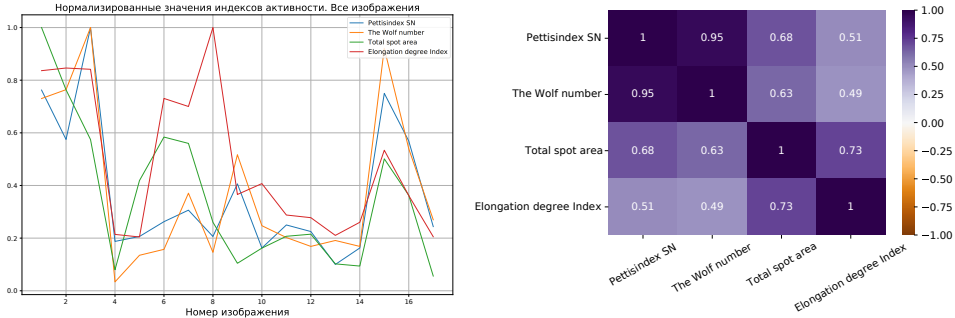 Нормализированные значения индексов активности. Все изображения
Pettisindex SN
The Wolf number
Total spot area
Elongation degree Index
1.0
0.8
0.6
0.4
0.2
0.0
2 4 6 8 10 12 14 16
Номер изображения
Pettisindex SN
The Wolf number
Total spot area
Elongation degree Index
1 0.95 0.68 0.51
0.95 1 0.63 0.49
0.68 0.63 1 0.73
0.51 0.49 0.73 1
Pettisindex SN
The Wolf number
Total spot area
Elongation degree Index
1.00
0.75
0.50
0.25
0.00
−0.25
−0.50
−0.75
−1.00